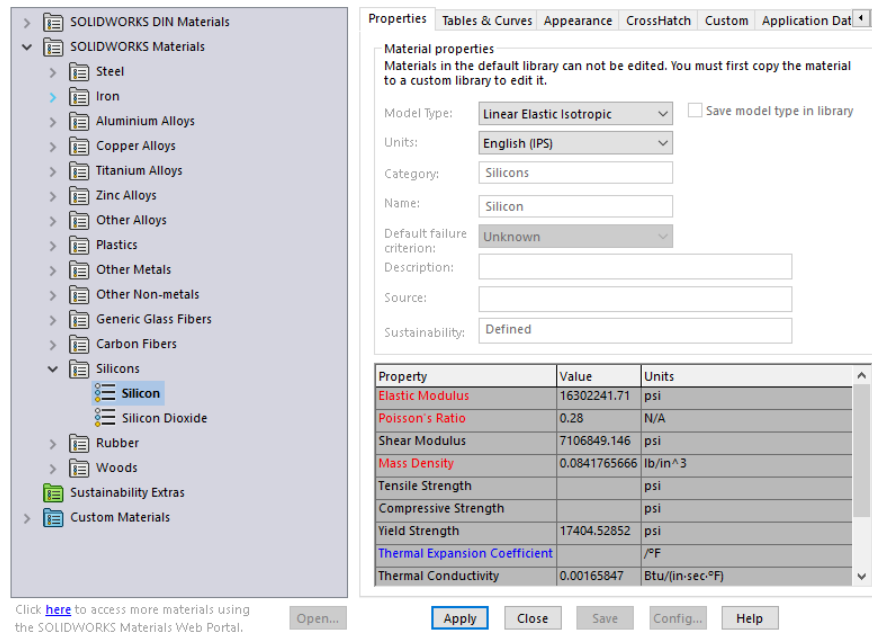 SOLIDWORKS DIN Materials
SOLIDWORKS Materials
Steel
Iron
Aluminium Alloys
Copper Alloys
Titanium Alloys
Zinc Alloys
Other Alloys
Plastics
Other Metals
Other Non-metals
Generic Glass Fibers
Carbon Fibers
Silicons
Silicon
Silicon Dioxide
Rubber
Woods
Sustainability Extras
Custom Materials
Click here to access more materials using
the SOLIDWORKS Materials Web Portal.
Open...
Properties Tables & Curves Appearance CrossHatch Custom Application Dat
Material properties
Materials in the default library can not be edited. You must first copy the material
to a custom library to edit it.
Model Type: Linear Elastic Isotropic Save model type in library
Units: English (IPS)
Category: Silicons
Name: Silicon
Default failure
criterion: Unknown
Description:
Source:
Sustainability: Defined
Property Value Units
Elastic Modulus 16302241.71 psi
Poisson's Ratio 0.28 N/A
Shear Modulus 7106849.146 psi
Mass Density 0.0841765666 lb/in^3
Tensile Strength psi
Compressive Strength psi
Yield Strength 17404.52852 psi
Thermal Expansion Coefficient /°F
Thermal Conductivity 0.00165847 Btu/(in·sec·°F)
Apply Close Save Config... Help